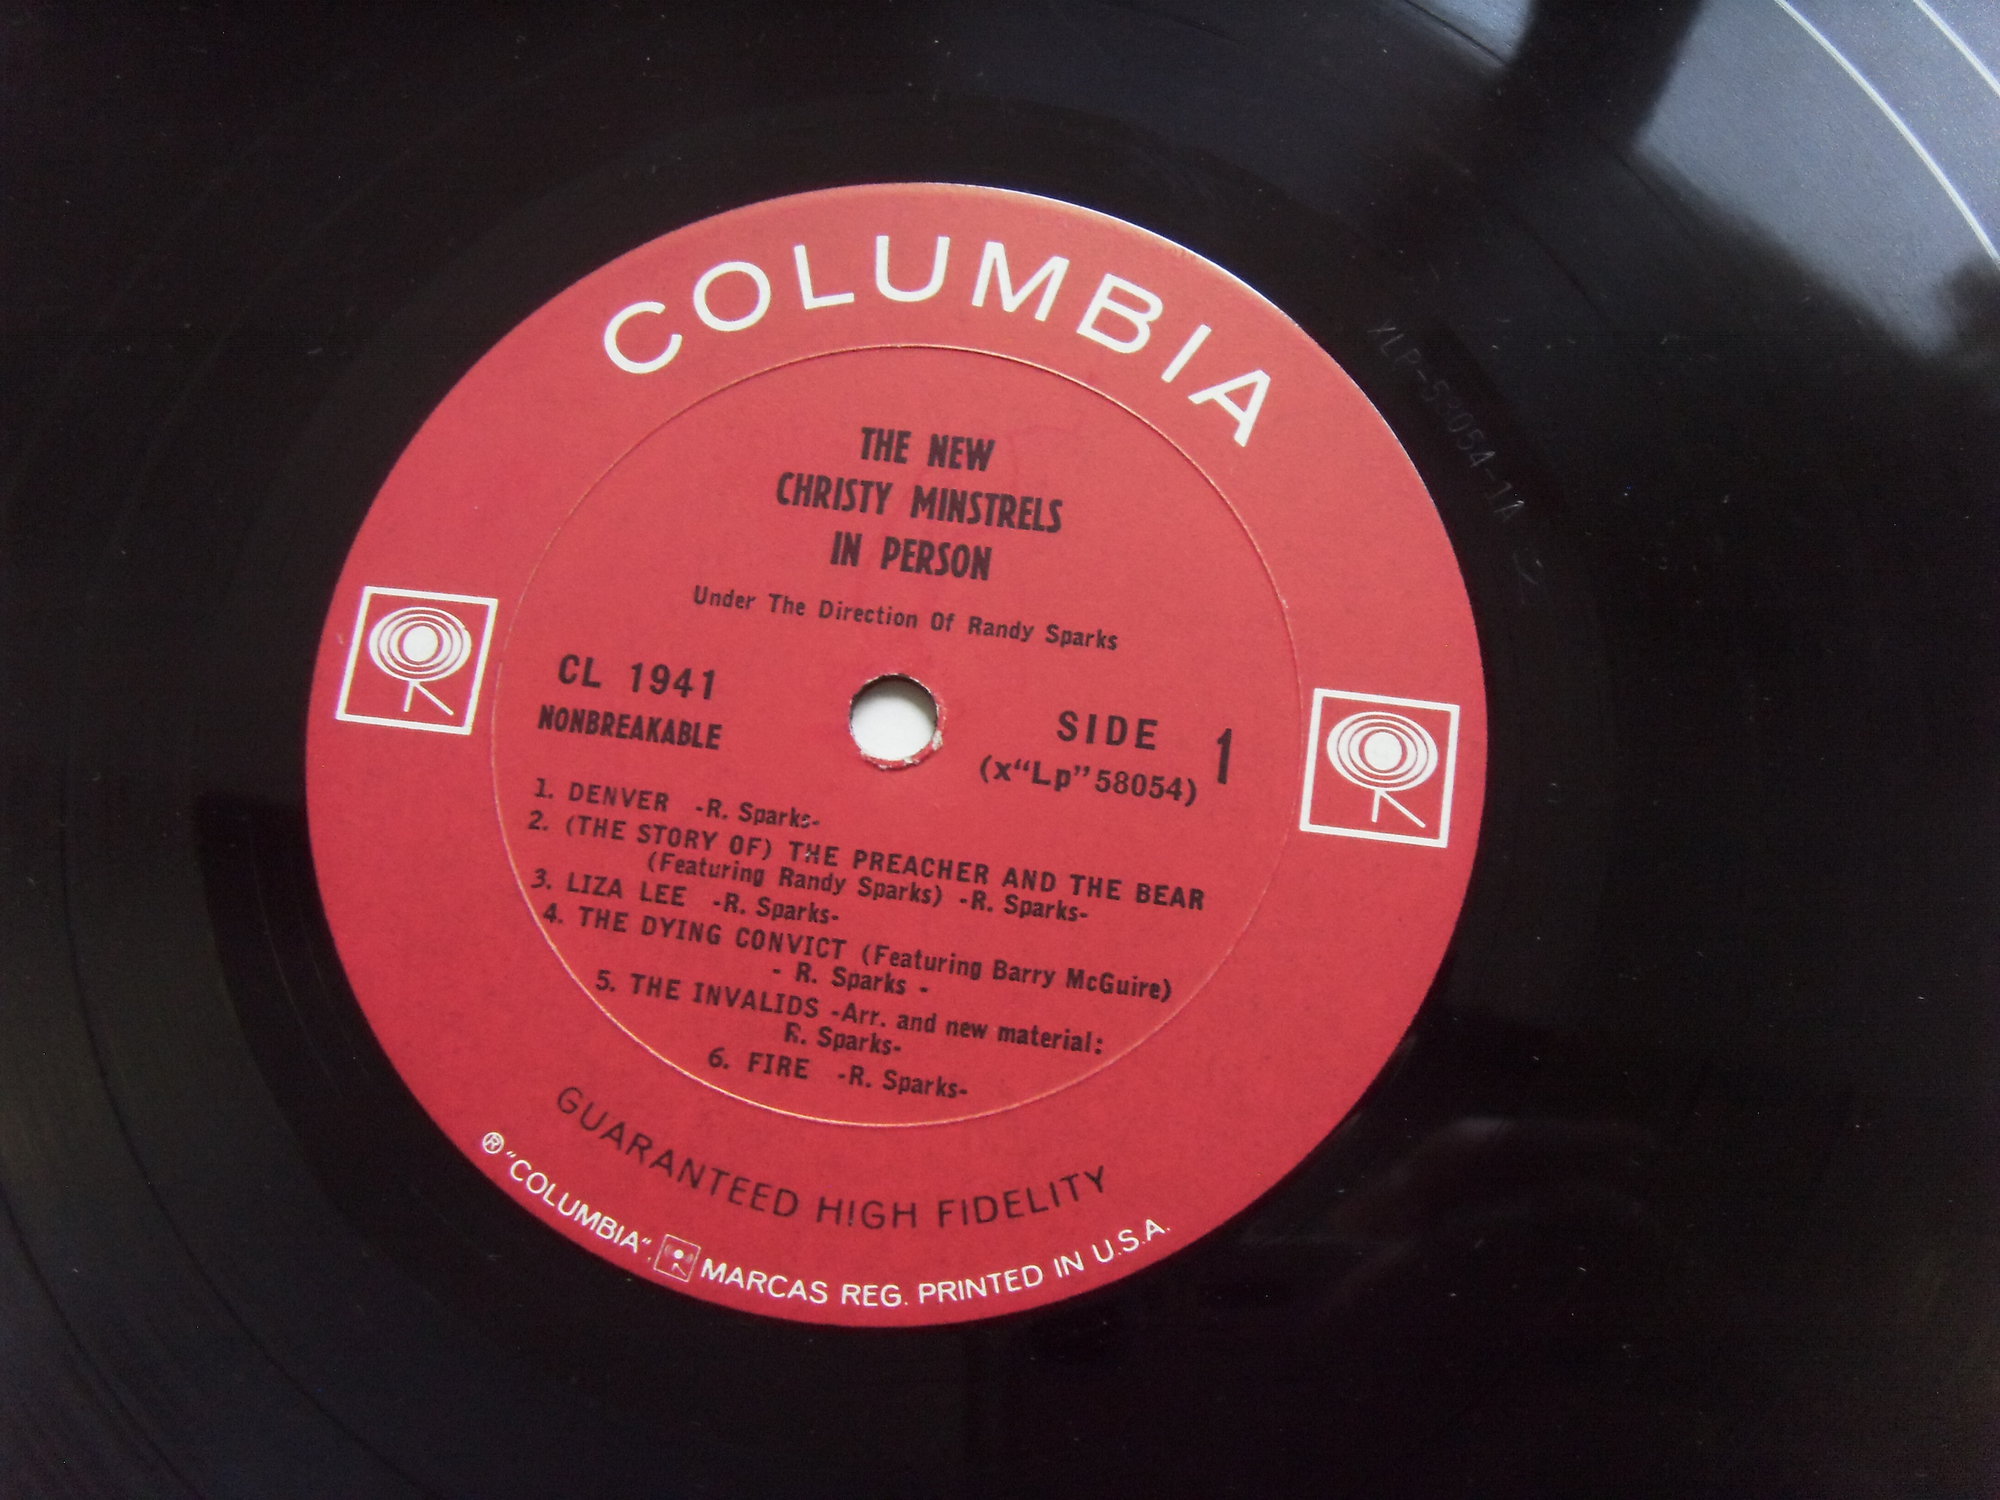 COLUMBIA
THE NEW
CHRISTY MINSTRELS
IN PERSON
Under The Direction Of Randy Sparks
CL 1941
NONBREAKABLE
SIDE 1
(x“Lp”58054)
1. DENVER -R. Sparks-
2. (THE STORY OF) THE PREACHER AND THE BEAR
(Featuring Randy Sparks) -R. Sparks-
3. LIZA LEE -R. Sparks-
4. THE DYING CONVICT (Featuring Barry McGuire)
- R. Sparks -
5. THE INVALIDS -Arr. and new material:
R. Sparks-
6. FIRE -R. Sparks-
GUARANTEED HIGH FIDELITY
® “COLUMBIA”, MARCAS REG. PRINTED IN U.S.A.
XLP-58054-1A